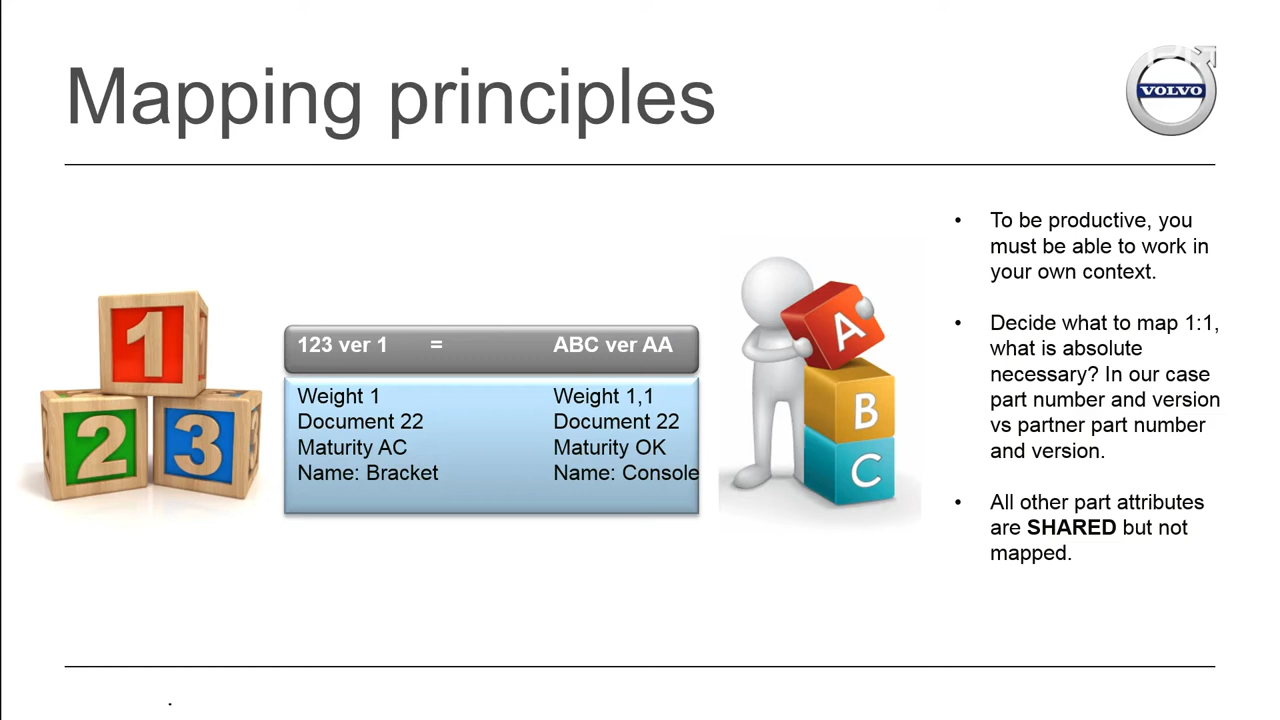 Mapping principles
VOLVO
1
2
3
123 ver 1 = ABC ver AA
Weight 1 Weight 1,1
Document 22 Document 22
Maturity AC Maturity OK
Name: Bracket Name: Console
A
B
C
• To be productive, you
must be able to work in
your own context.
• Decide what to map 1:1,
what is absolute
necessary? In our case
part number and version
vs partner part number
and version.
• All other part attributes
are SHARED but not
mapped.
.